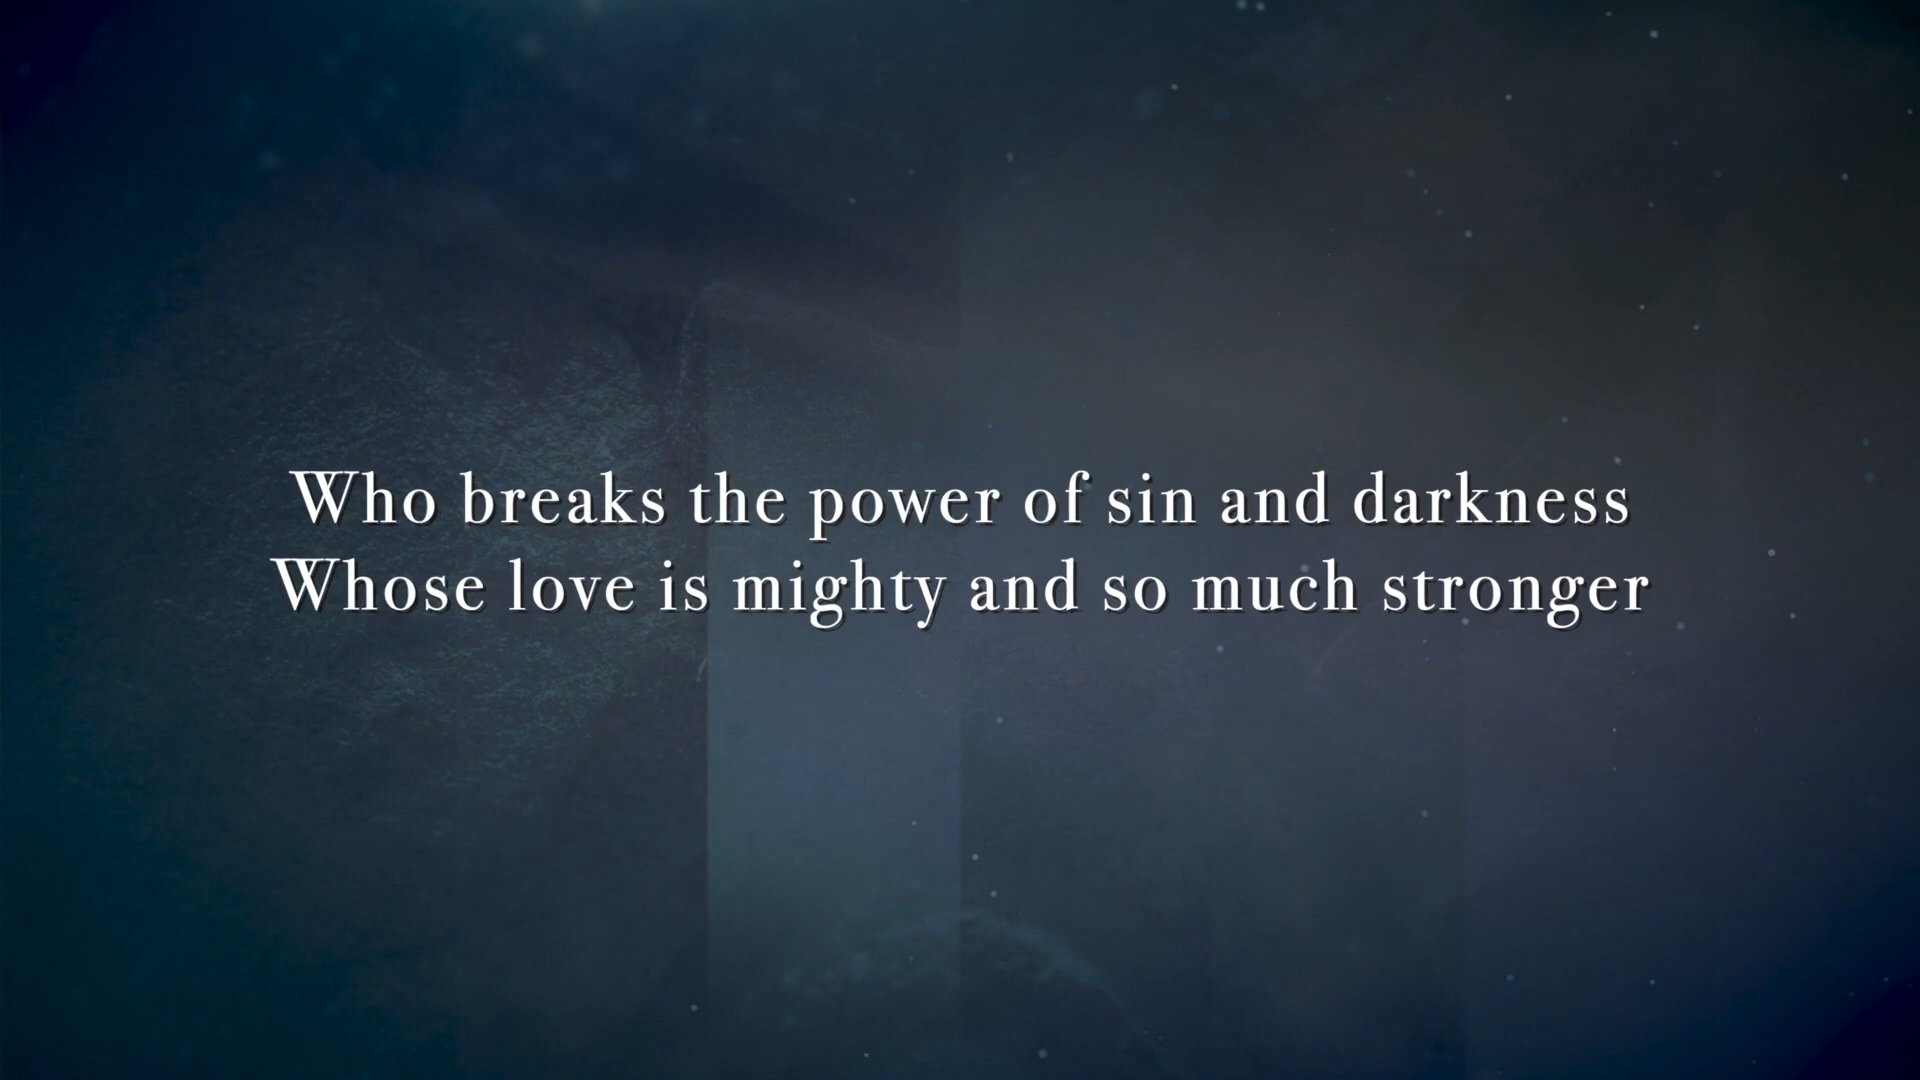 Who breaks the power of sin and darkness
Whose love is mighty and so much stronger